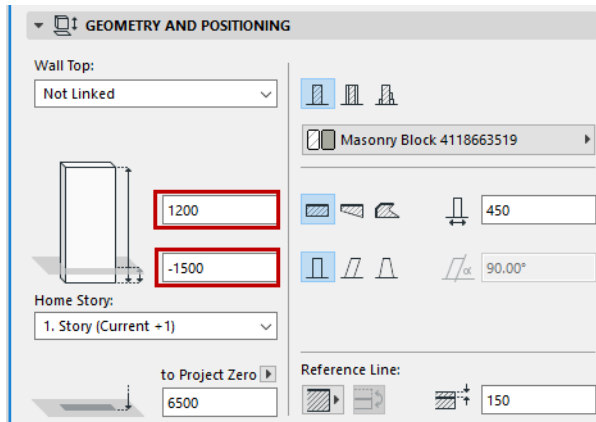 GEOMETRY AND POSITIONING
Wall Top:
Not Linked
Masonry Block 4118663519
1200
450
-1500
α 90.00°
Home Story:
1. Story (Current +1)
to Project Zero
Reference Line:
6500
150